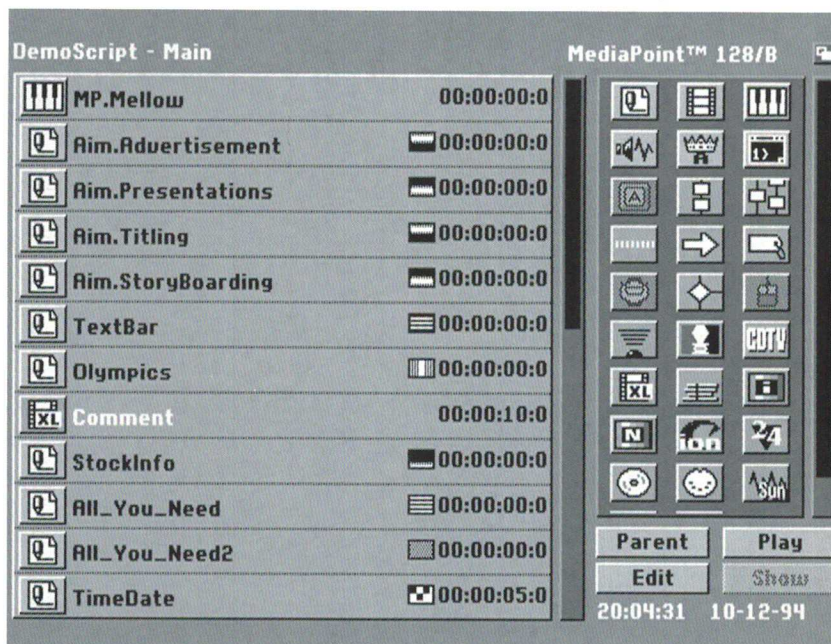 DemoScript - Main
MediaPoint™ 128/B
MP.Mellow 00:00:00:0
Aim.Advertisement 00:00:00:0
Aim.Presentations 00:00:00:0
Aim.Titling 00:00:00:0
Aim.StoryBoarding 00:00:00:0
TextBar 00:00:00:0
Olympics 00:00:00:0
XL Comment 00:00:10:0
StockInfo 00:00:00:0
All_You_Need 00:00:00:0
All_You_Need2 00:00:00:0
TimeDate 00:00:05:0
A 1>
A
CDTV
XL i
N ion 24
Sun
Parent Play
Edit Show
20:04:31 10-12-94